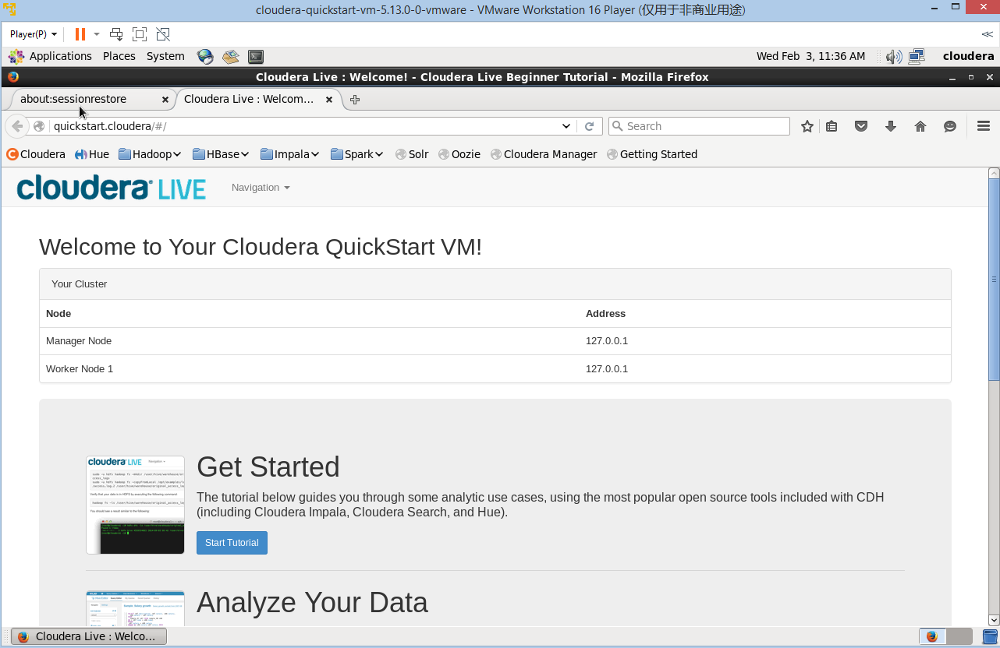 cloudera-quickstart-vm-5.13.0-0-vmware - VMware Workstation 16 Player (仅用于非商业用途)
Player(P)
Applications Places System Wed Feb 3, 11:36 AM cloudera
Cloudera Live : Welcome! - Cloudera Live Beginner Tutorial - Mozilla Firefox
about:sessionrestore Cloudera Live : Welcom...
quickstart.cloudera/#/ Search
Cloudera Hue Hadoop HBase Impala Spark Solr Oozie Cloudera Manager Getting Started
cloudera LIVE Navigation
Welcome to Your Cloudera QuickStart VM!
Your Cluster
Node Address
Manager Node 127.0.0.1
Worker Node 1 127.0.0.1
cloudera LIVE Navigation
Get Started
The tutorial below guides you through some analytic use cases, using the most popular open source tools included with CDH
(including Cloudera Impala, Cloudera Search, and Hue).
Start Tutorial
Analyze Your Data
Cloudera Live : Welco...